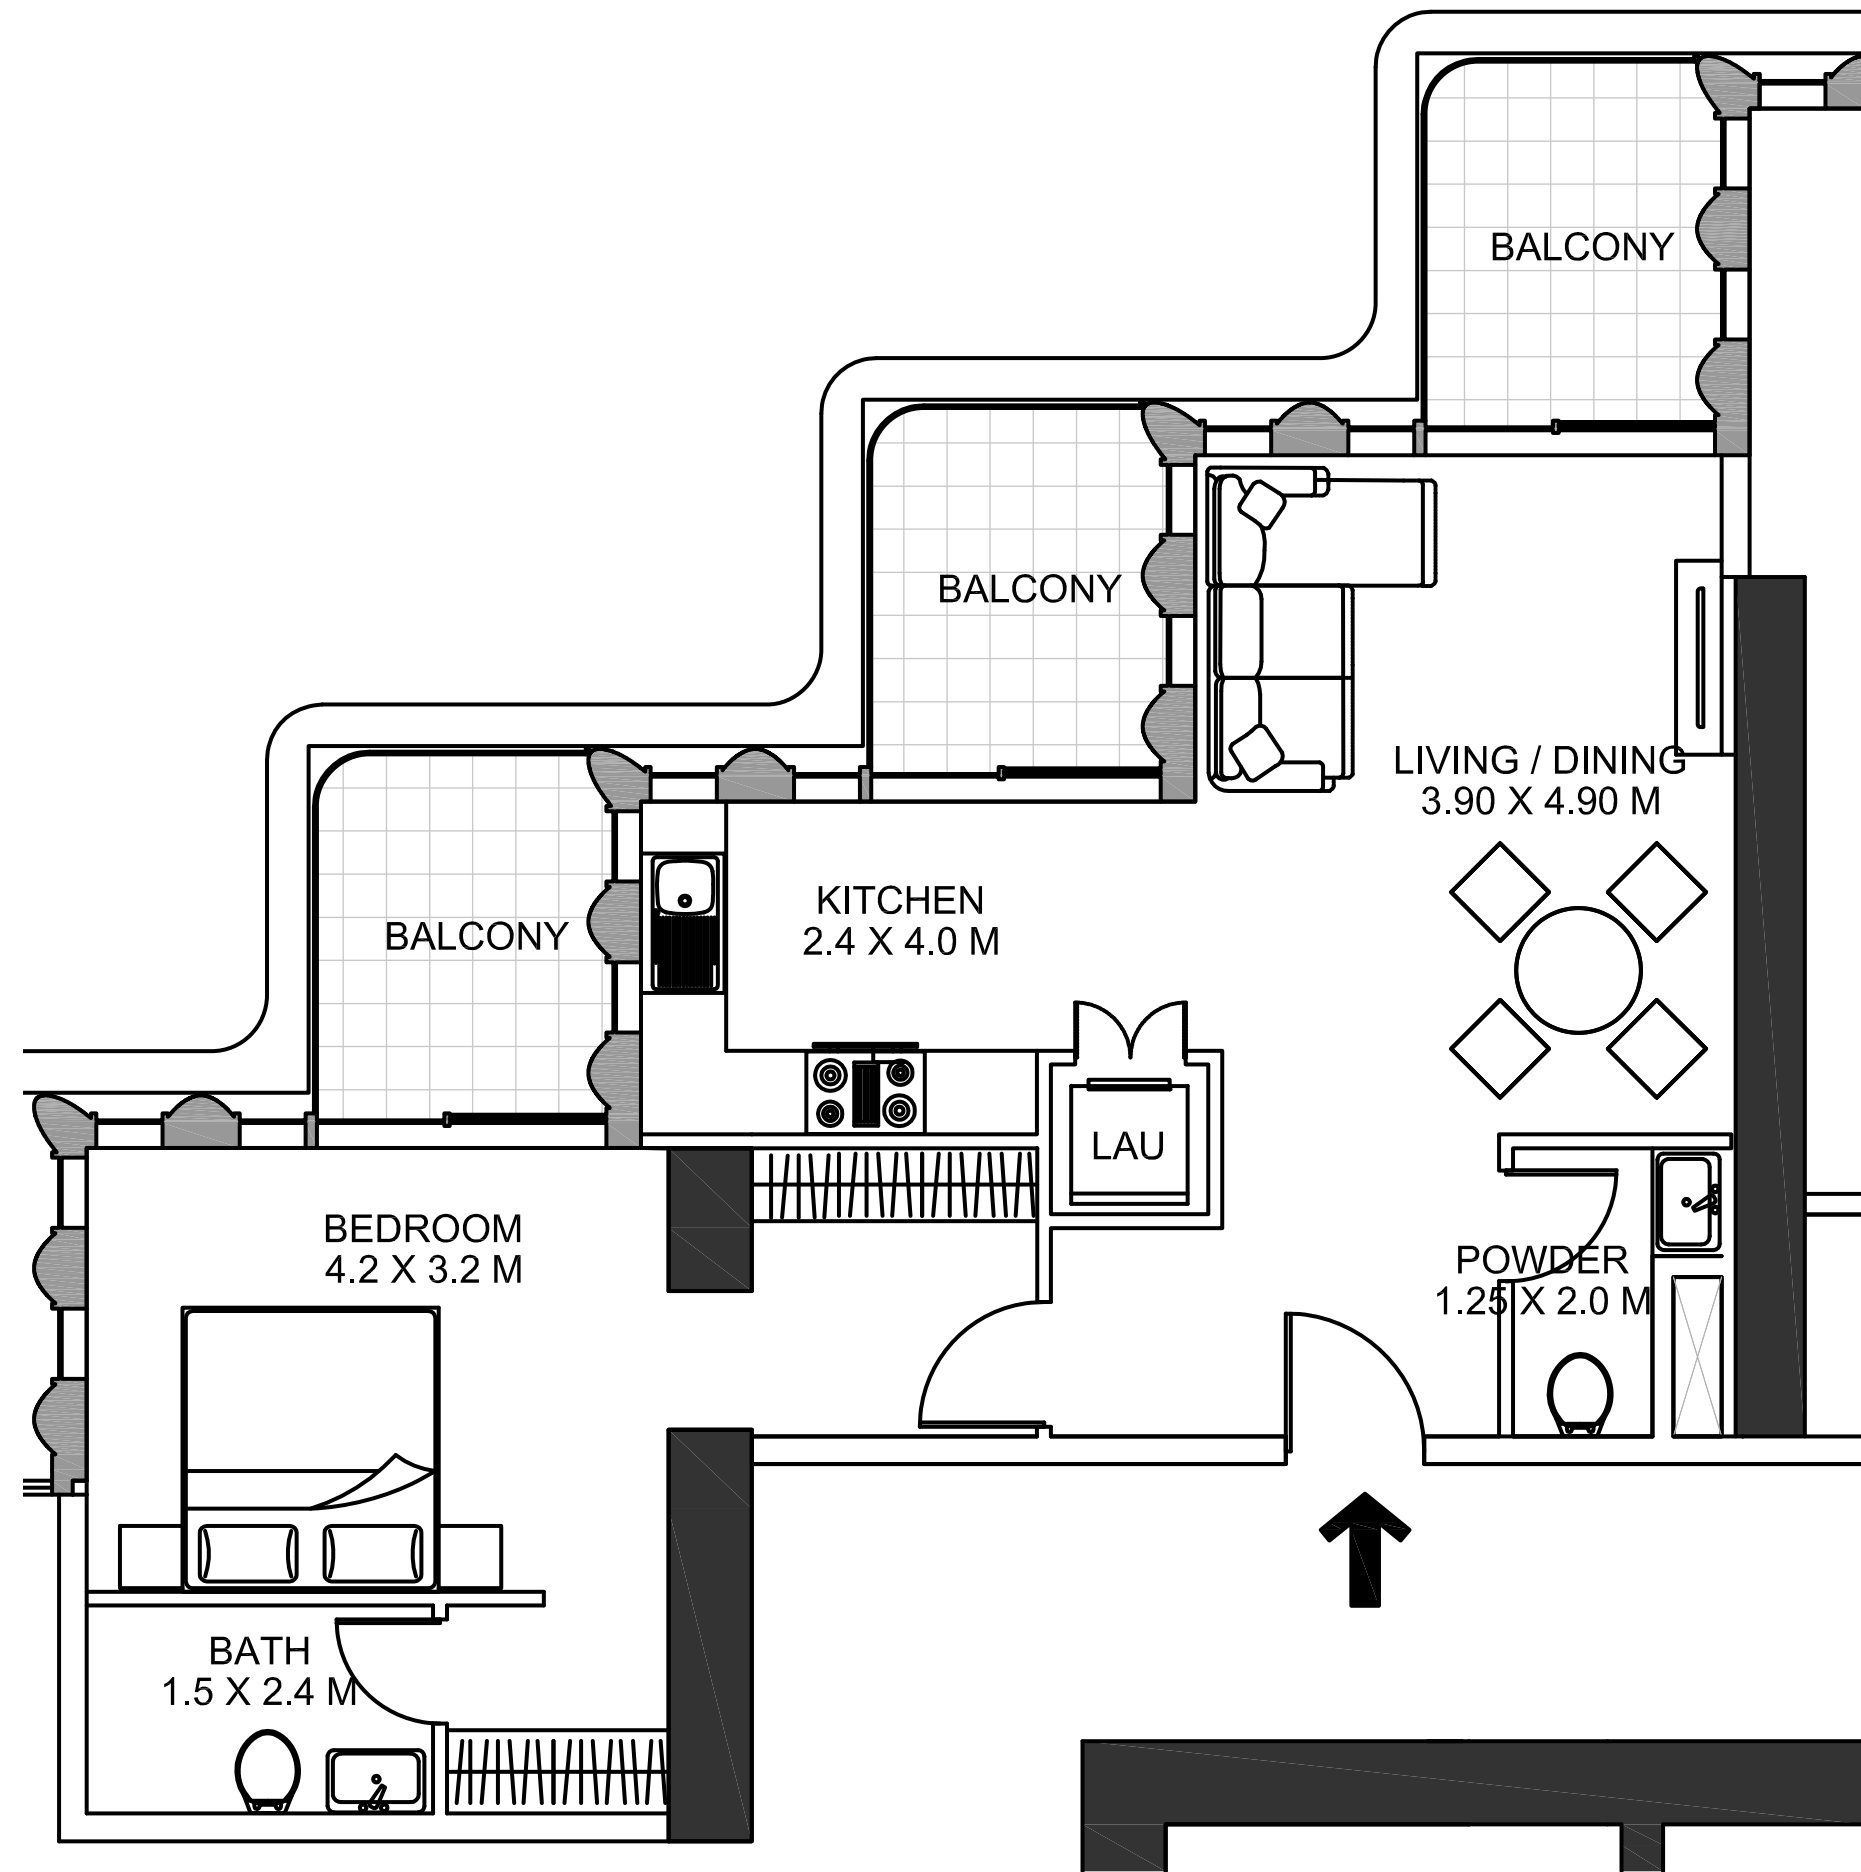 BALCONY
BALCONY
LIVING / DINING
3.90 X 4.90 M
KITCHEN
2.4 X 4.0 M
BALCONY
LAU
BEDROOM
4.2 X 3.2 M
POWDER
1.25 X 2.0 M
BATH
1.5 X 2.4 M